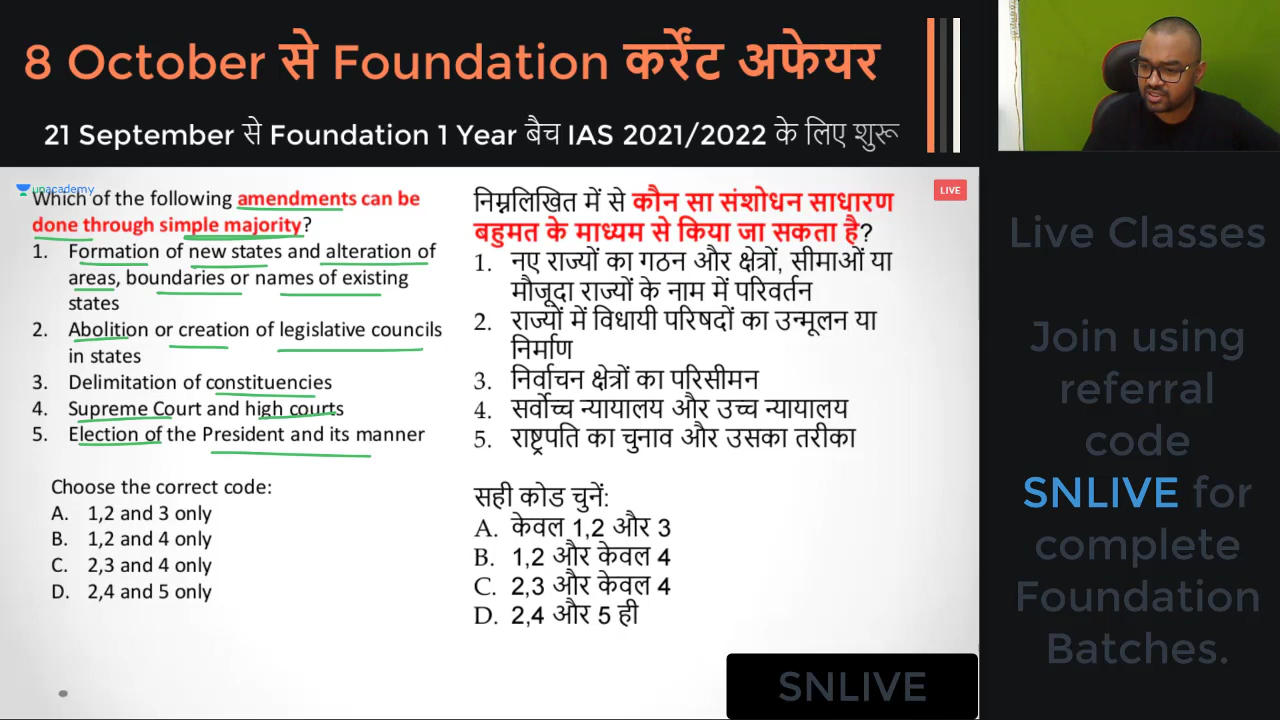 8 October से Foundation करेंट अफेयर
21 September से Foundation 1 Year बैच IAS 2021/2022 के लिए शुरू
unacademy
LIVE
Which of the following amendments can be
done through simple majority?
1. Formation of new states and alteration of
areas, boundaries or names of existing
states
2. Abolition or creation of legislative councils
in states
3. Delimitation of constituencies
4. Supreme Court and high courts
5. Election of the President and its manner
Choose the correct code:
A. 1,2 and 3 only
B. 1,2 and 4 only
C. 2,3 and 4 only
D. 2,4 and 5 only
निम्नलिखित में से कौन सा संशोधन साधारण
बहुमत के माध्यम से किया जा सकता है?
1. नए राज्यों का गठन और क्षेत्रों, सीमाओं या
मौजूदा राज्यों के नाम में परिवर्तन
2. राज्यों में विधायी परिषदों का उन्मूलन या
निर्माण
3. निर्वाचन क्षेत्रों का परिसीमन
4. सर्वोच्च न्यायालय और उच्च न्यायालय
5. राष्ट्रपति का चुनाव और उसका तरीका
सही कोड चुनें:
A. केवल 1,2 और 3
B. 1,2 और केवल 4
C. 2,3 और केवल 4
D. 2,4 और 5 ही
Live Classes
Join using
referral
code
SNLIVE for
complete
Foundation
Batches.
SNLIVE